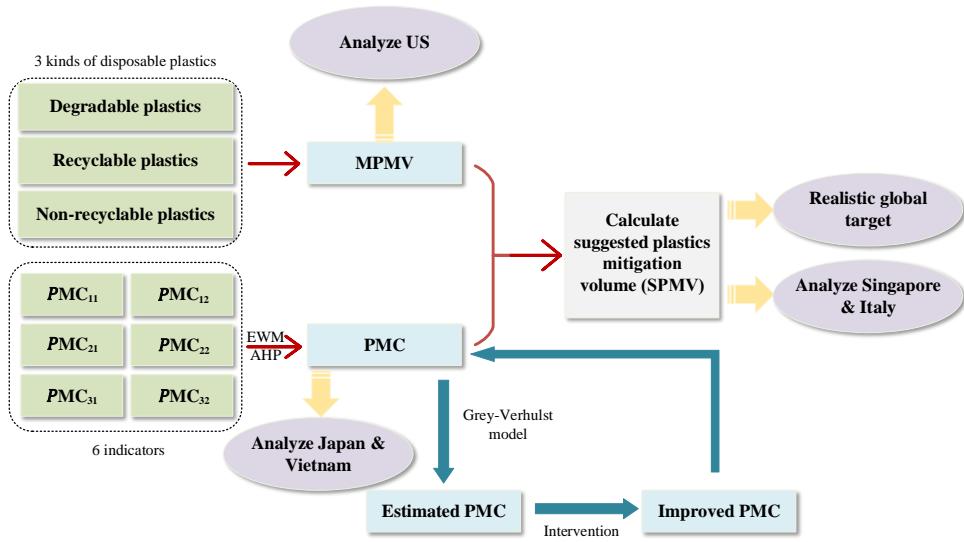 Analyze US
3 kinds of disposable plastics
Degradable plastics
Recyclable plastics
Non-recyclable plastics
MPMV
Calculate
suggested plastics
mitigation
volume (SPMV)
Realistic global
target
Analyze Singapore
& Italy
PMC₁₁
PMC₁₂
PMC₂₁
PMC₂₂
PMC₃₁
PMC₃₂
6 indicators
EWM
AHP
PMC
Analyze Japan &
Vietnam
Grey-Verhulst
model
Estimated PMC
Intervention
Improved PMC